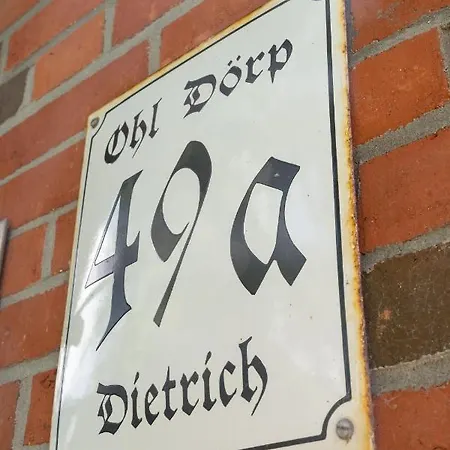 Ohl Dörp
49a
Dietrich